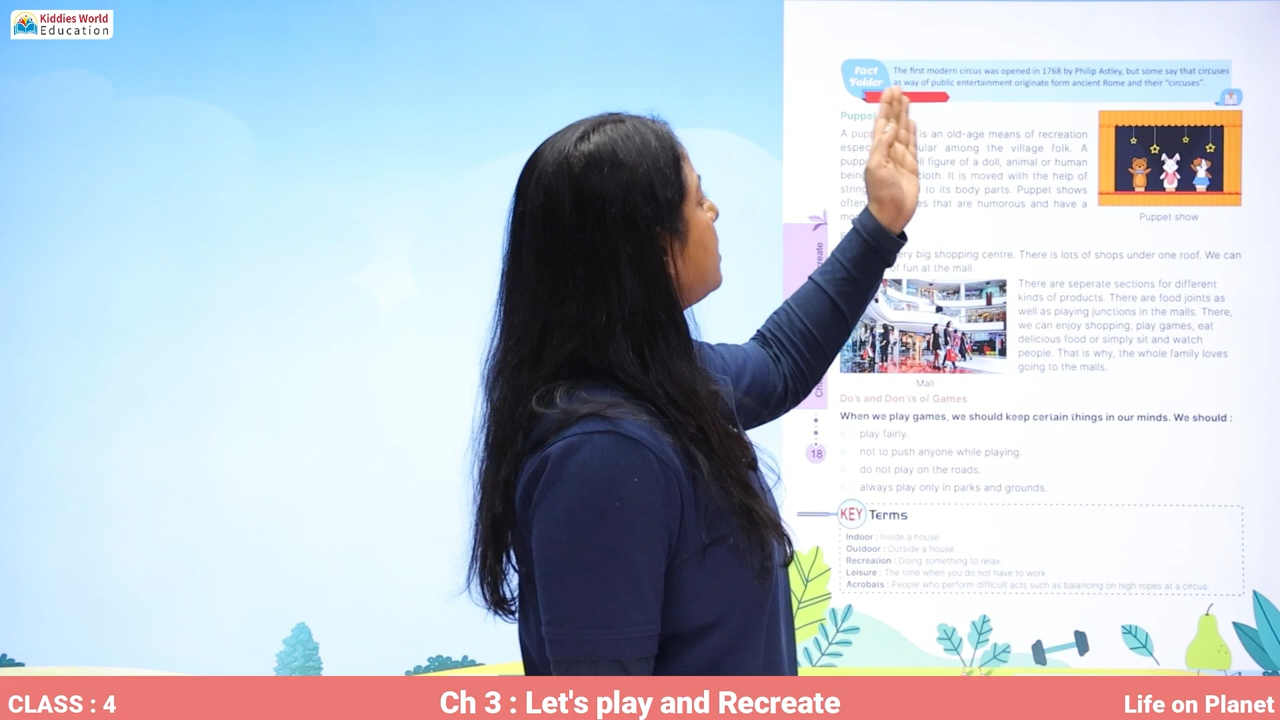 Kiddies World
Education
Fact
Folder
The first modern circus was opened in 1768 by Philip Astley, but some say that circuses
as way of public entertainment originate form ancient Rome and their “circuses”.
Puppet
A is an old-age means of recreation
among the village folk. A
figure of a doll, animal or human
cloth. It is moved with the help of
to its body parts. Puppet shows
often that are humorous and have a
Puppet show
very big shopping centre. There is lots of shops under one roof. We can
of fun at the mall.
There are seperate sections for different
kinds of products. There are food joints as
well as playing junctions in the malls. There,
we can enjoy shopping, play games, eat
delicious food or simply sit and watch
people. That is why, the whole family loves
going to the malls.
Mall
Do's and Don'ts of Games
When we play games, we should keep certain things in our minds. We should :
play fairly.
not to push anyone while playing.
do not play on the roads.
always play only in parks and grounds.
18
KEY Terms
Indoor : Inside a house.
Outdoor : Outside a house.
Recreation : Doing something to relax.
Leisure : The time when you do not have to work.
Acrobats : People who perform difficult acts such as balancing on high ropes at a circus.
CLASS : 4
Ch 3 : Let's play and Recreate
Life on Planet